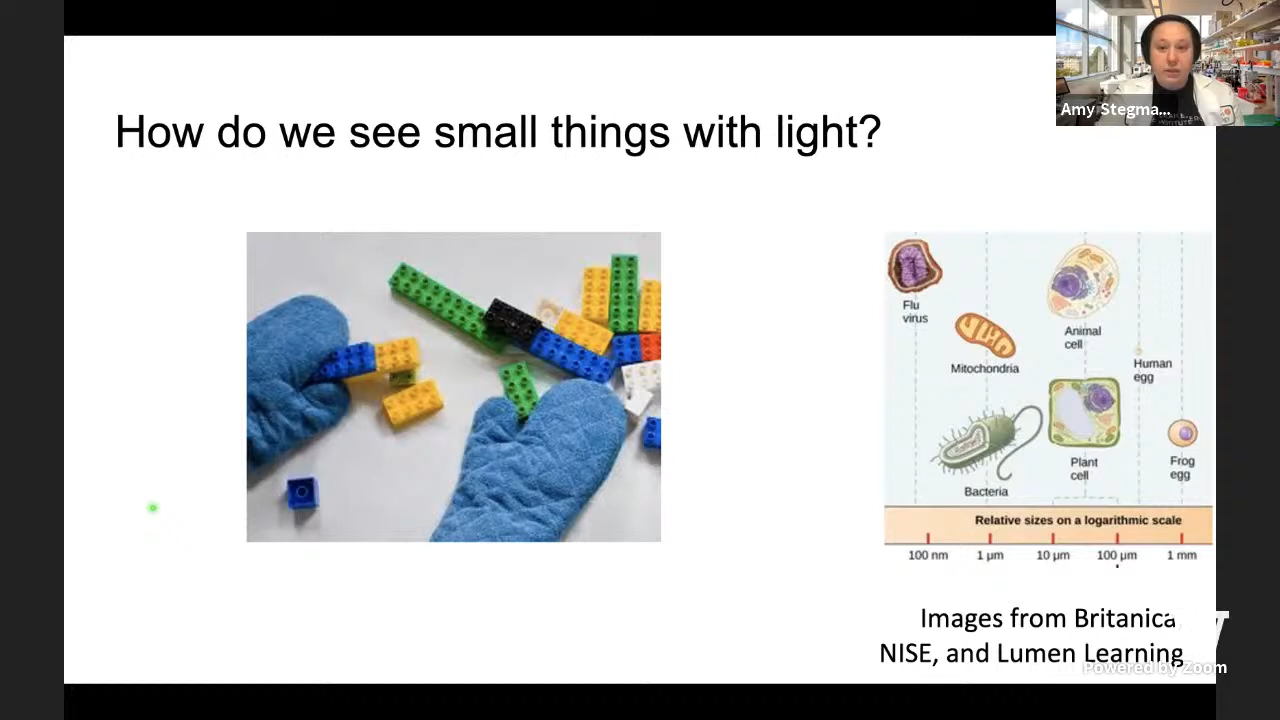 How do we see small things with light?
Amy Stegma...
Flu
virus
Mitochondria
Animal
cell
Human
egg
Bacteria
Plant
cell
Frog
egg
Relative sizes on a logarithmic scale
100 nm 1 µm 10 µm 100 µm 1 mm
Images from Britanica,
NISE, and Lumen Learning
Powered by Zoom